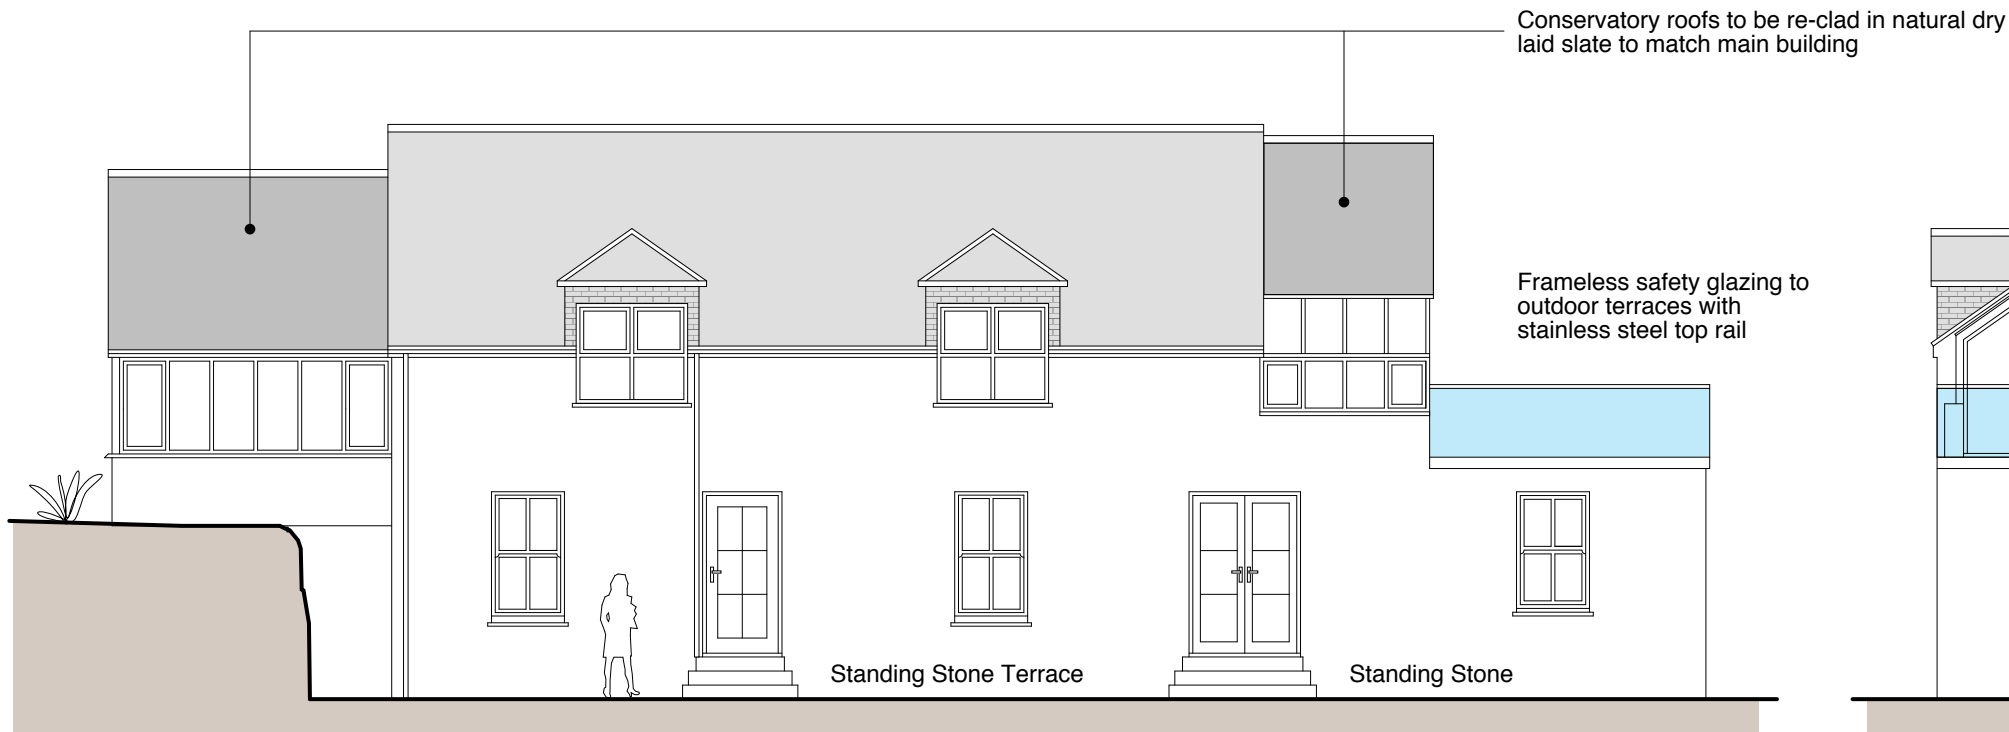 Conservatory roofs to be re-clad in natural dry
laid slate to match main building
Frameless safety glazing to
outdoor terraces with
stainless steel top rail
Standing Stone Terrace
Standing Stone